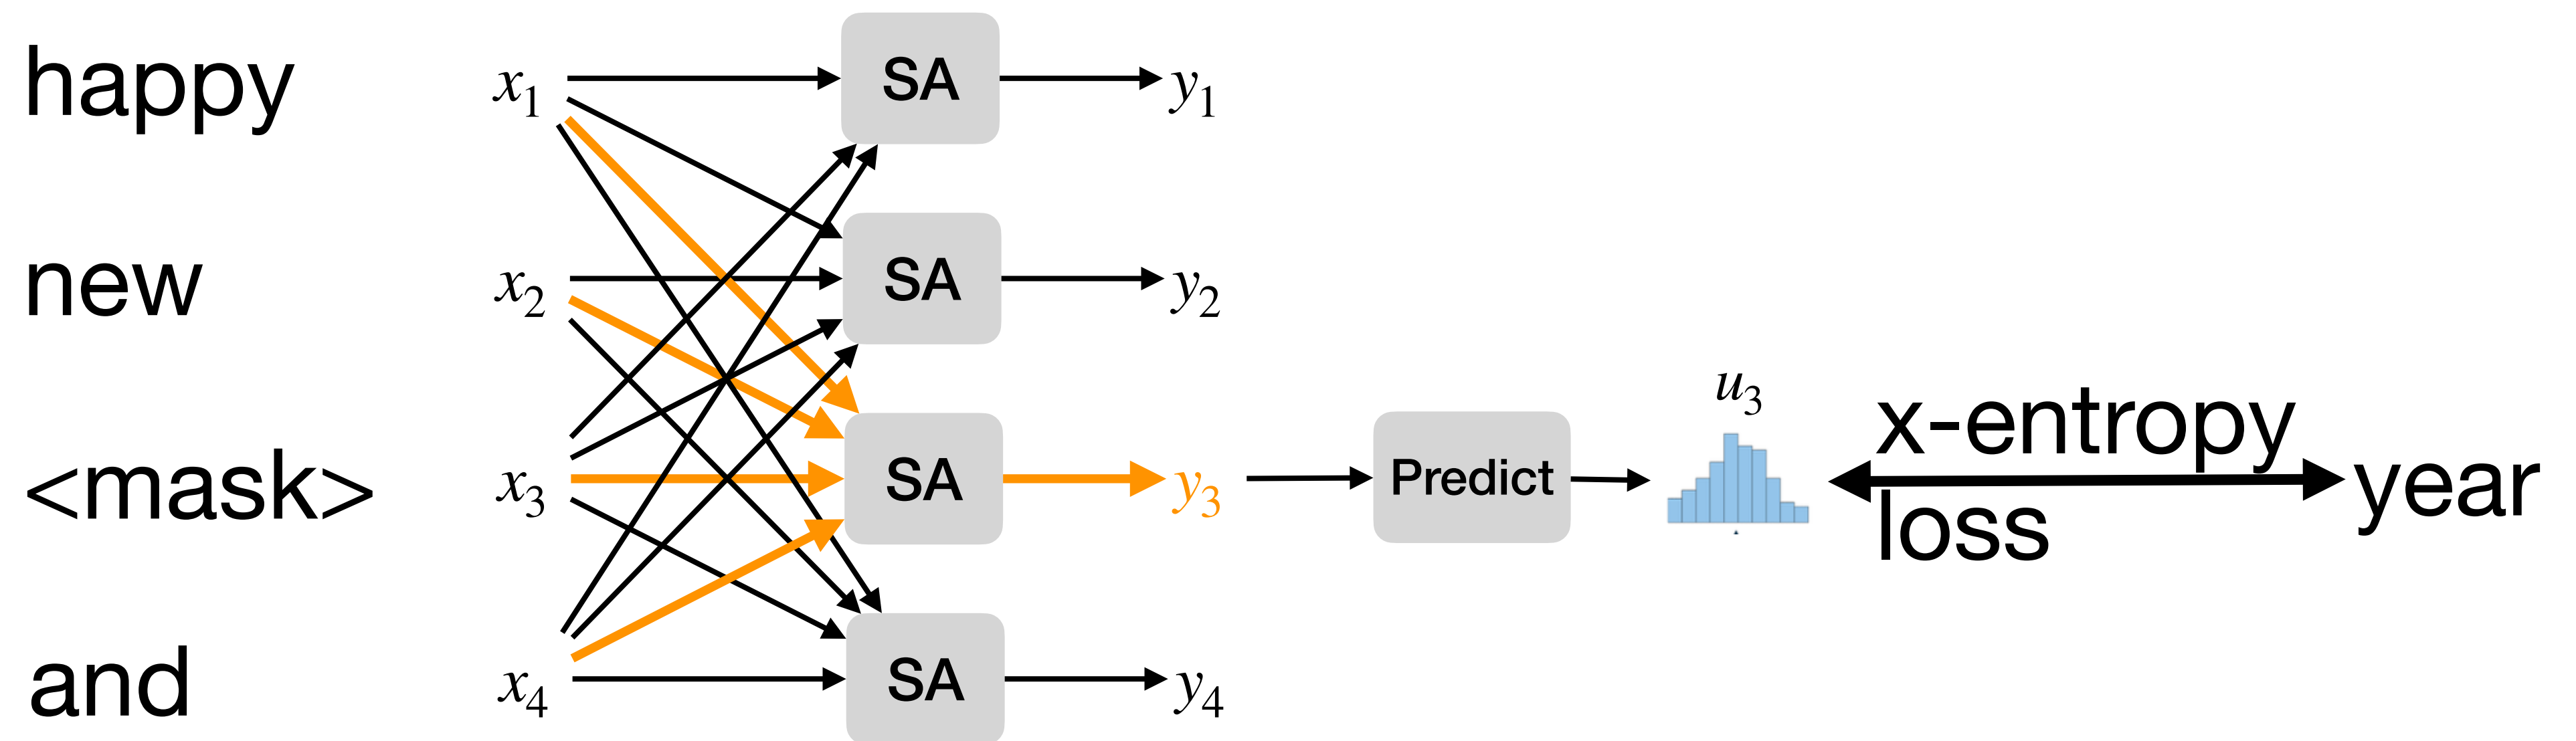 happy x₁ SA y₁
new x₂ SA y₂
<mask> x₃ SA y₃ Predict u₃ x-entropy loss year
and x₄ SA y₄